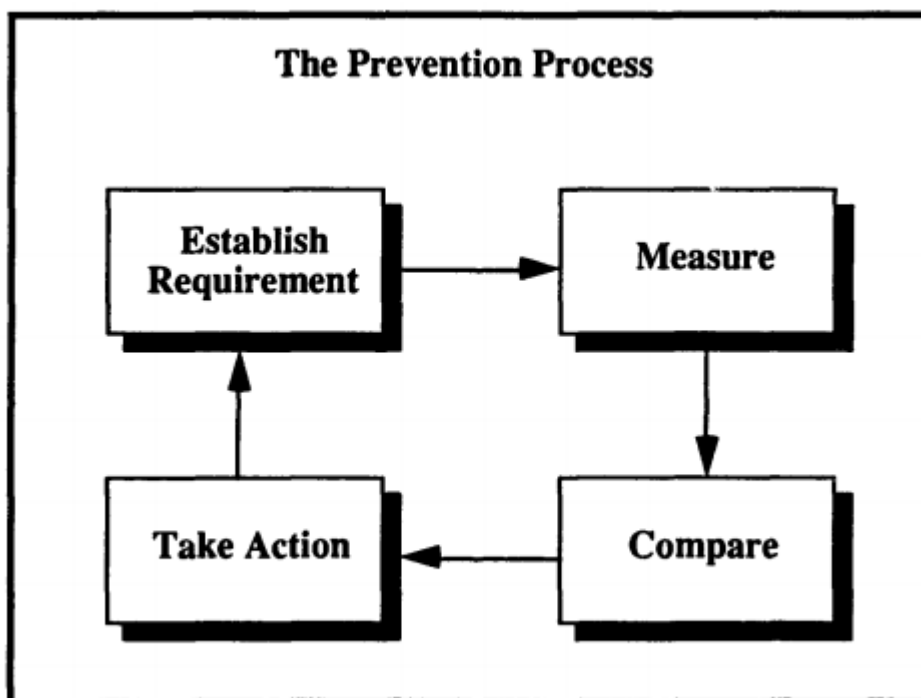 The Prevention Process
Establish
Requirement
Measure
Take Action
Compare